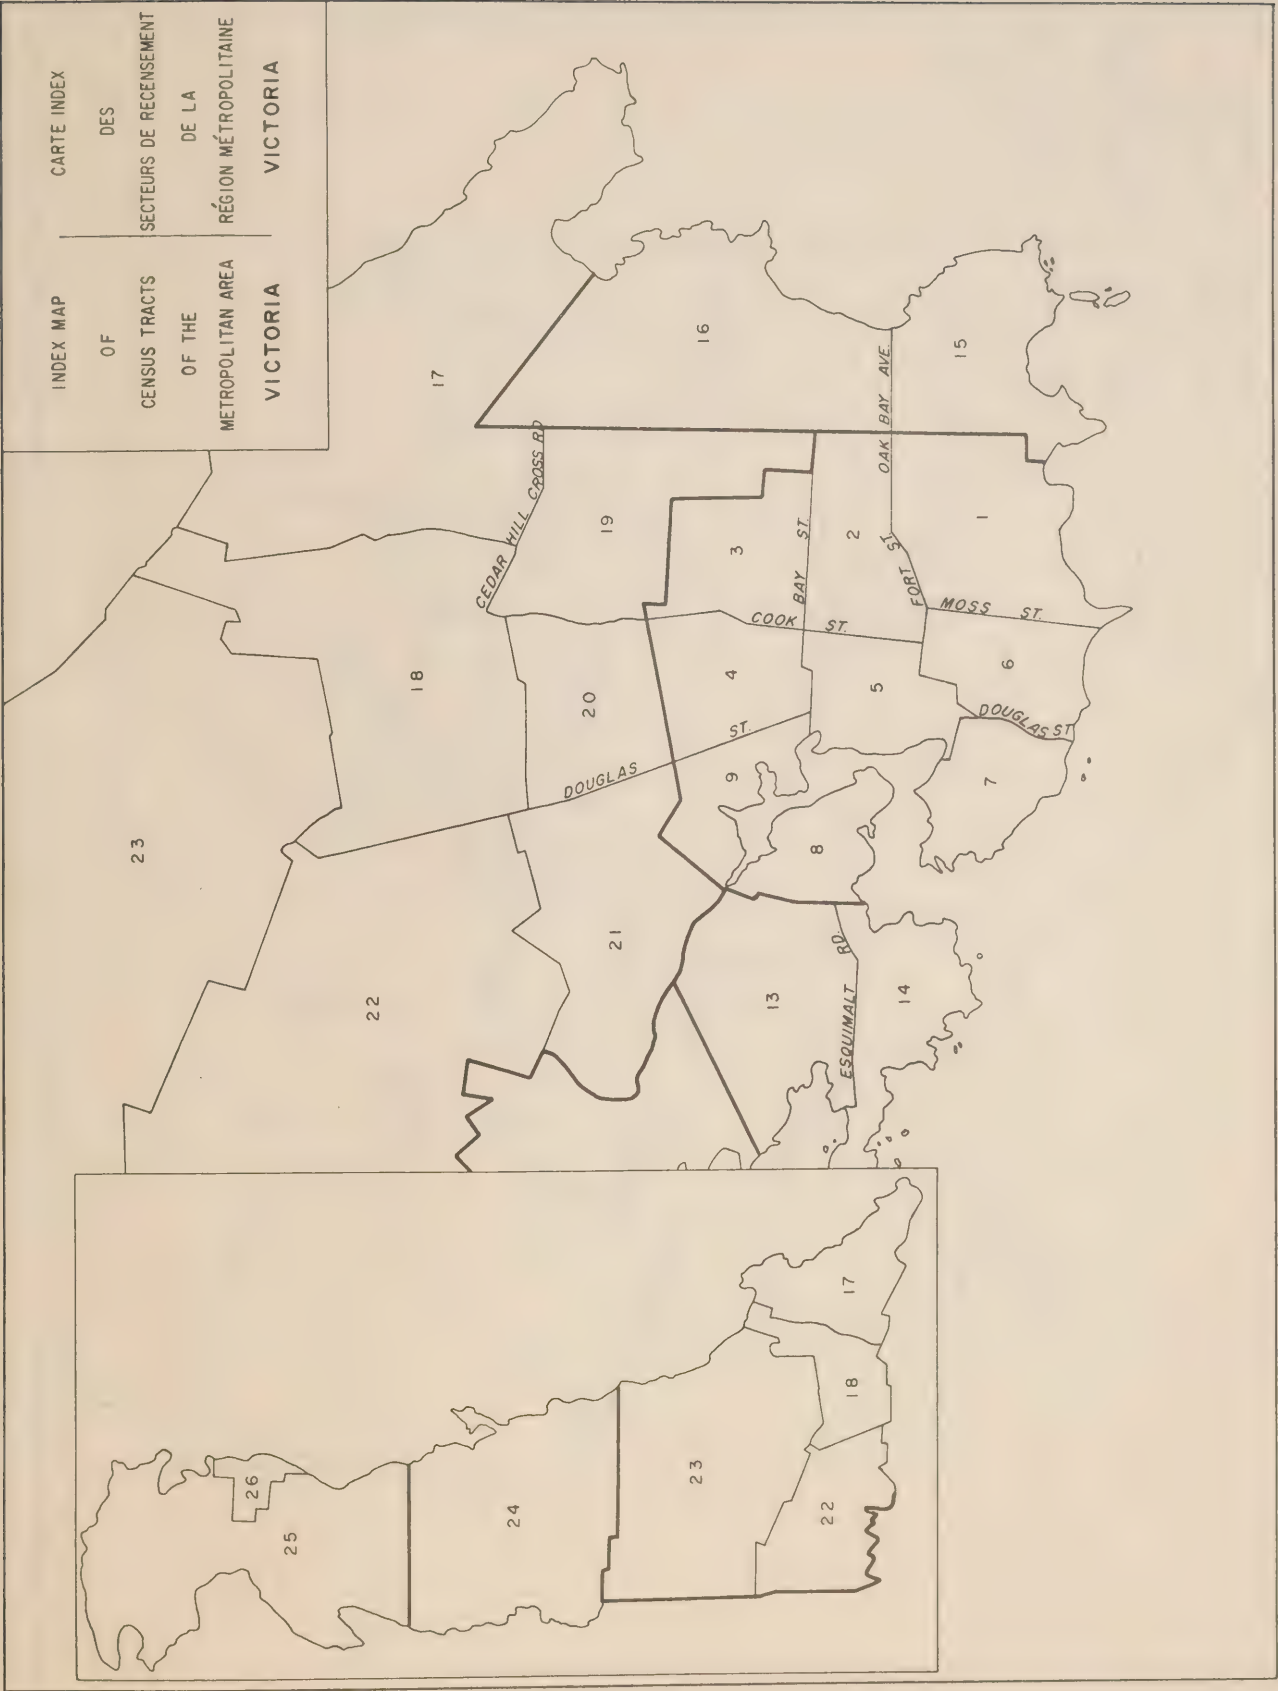 INDEX MAP
OF
CENSUS TRACTS
OF THE
METROPOLITAN AREA
VICTORIA
CARTE INDEX
DES
SECTEURS DE RECENSEMENT
DE LA
RÉGION MÉTROPOLITAINE
VICTORIA
17
16
15
OAK BAY AVE.
CEDAR HILL CROSS RD
19
3
BAY ST.
2
FORT ST.
1
MOSS ST.
COOK ST.
23
18
20
4
5
6
DOUGLAS ST.
DOUGLAS ST
9
7
8
21
22
13
ESQUIMALT RD.
14
17
18
23
22
24
26
25